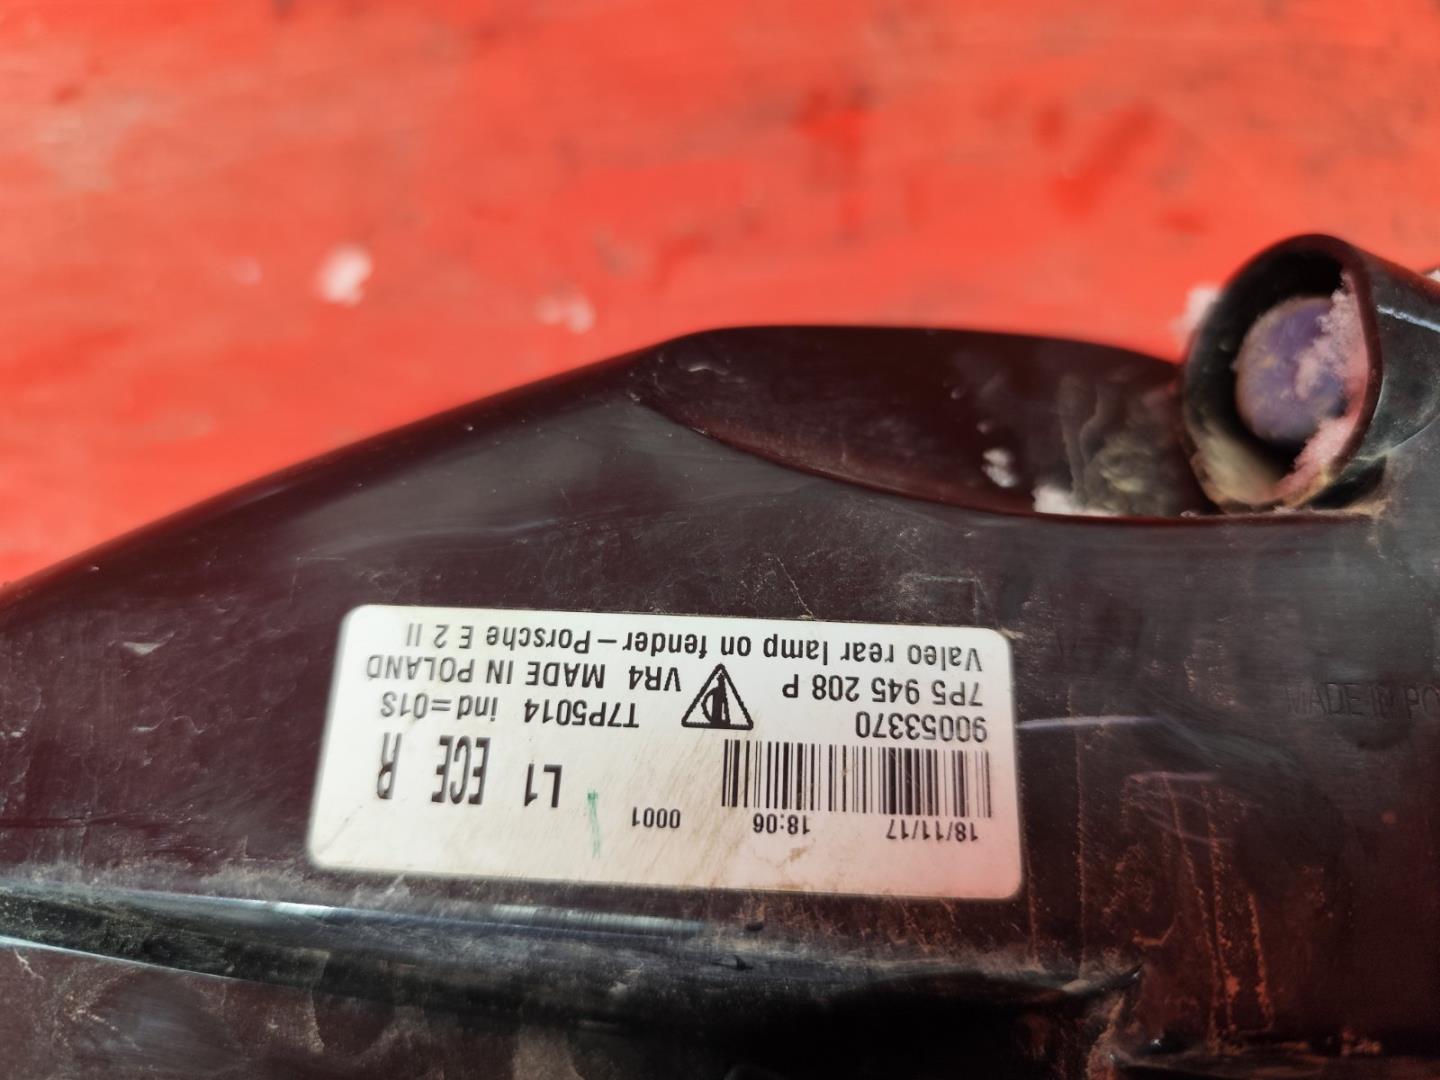 18/11/17 18:06 0001
L1 ECE R
90053370 T7P5014 ind=01S
7P5 945 208 P VR4 MADE IN POLAND
Valeo rear lamp on fender-Porsche E 2 II
MADE IN PO